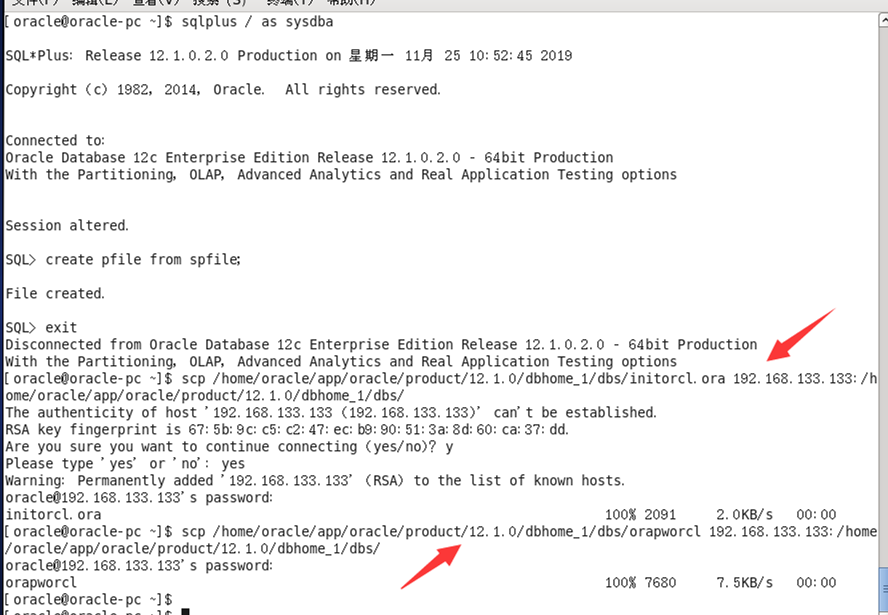 文件(F) 编辑(E) 查看(V) 搜索 (S) 终端(T) 帮助(H)
[oracle@oracle-pc ~]$ sqlplus / as sysdba
SQL*Plus: Release 12.1.0.2.0 Production on 星期一 11月 25 10:52:45 2019
Copyright (c) 1982, 2014, Oracle.  All rights reserved.
Connected to:
Oracle Database 12c Enterprise Edition Release 12.1.0.2.0 - 64bit Production
With the Partitioning, OLAP, Advanced Analytics and Real Application Testing options
Session altered.
SQL> create pfile from spfile;
File created.
SQL> exit
Disconnected from Oracle Database 12c Enterprise Edition Release 12.1.0.2.0 - 64bit Production
With the Partitioning, OLAP, Advanced Analytics and Real Application Testing options
[oracle@oracle-pc ~]$ scp /home/oracle/app/oracle/product/12.1.0/dbhome_1/dbs/initorcl.ora 192.168.133.133:/h
ome/oracle/app/oracle/product/12.1.0/dbhome_1/dbs/
The authenticity of host '192.168.133.133 (192.168.133.133)' can't be established.
RSA key fingerprint is 67:5b:9c:c5:c2:47:ec:b9:90:51:3a:8d:60:ca:37:dd.
Are you sure you want to continue connecting (yes/no)? y
Please type 'yes' or 'no': yes
Warning: Permanently added '192.168.133.133' (RSA) to the list of known hosts.
oracle@192.168.133.133's password:
initorcl.ora 100% 2091 2.0KB/s 00:00
[oracle@oracle-pc ~]$ scp /home/oracle/app/oracle/product/12.1.0/dbhome_1/dbs/orapworcl 192.168.133.133:/home
/oracle/app/oracle/product/12.1.0/dbhome_1/dbs/
oracle@192.168.133.133's password:
orapworcl 100% 7680 7.5KB/s 00:00
[oracle@oracle-pc ~]$
[oracle@oracle-pc ~]$